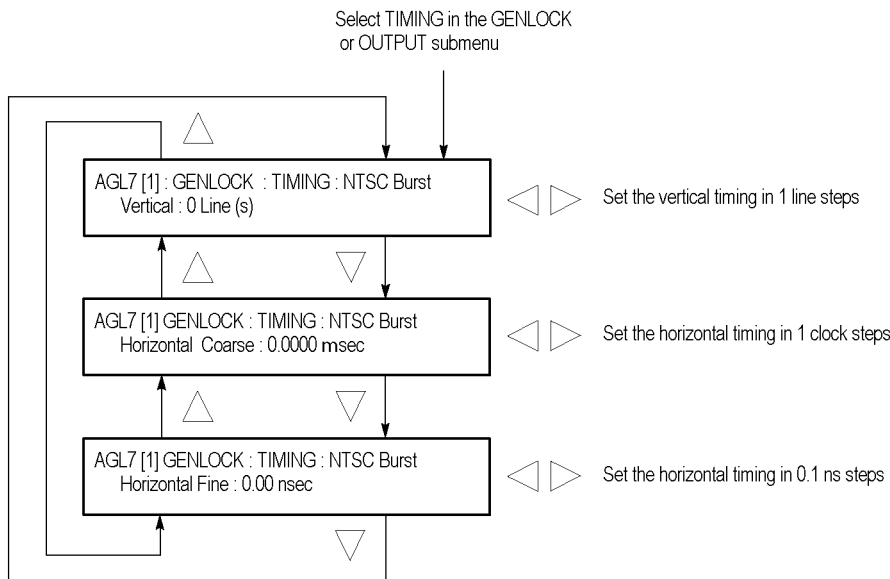 Select TIMING in the GENLOCK
or OUTPUT submenu
AGL7 [1] : GENLOCK : TIMING : NTSC Burst
Vertical : 0 Line (s)
Set the vertical timing in 1 line steps
AGL7 [1] GENLOCK : TIMING : NTSC Burst
Horizontal Coarse : 0.0000 msec
Set the horizontal timing in 1 clock steps
AGL7 [1] GENLOCK : TIMING : NTSC Burst
Horizontal Fine : 0.00 nsec
Set the horizontal timing in 0.1 ns steps